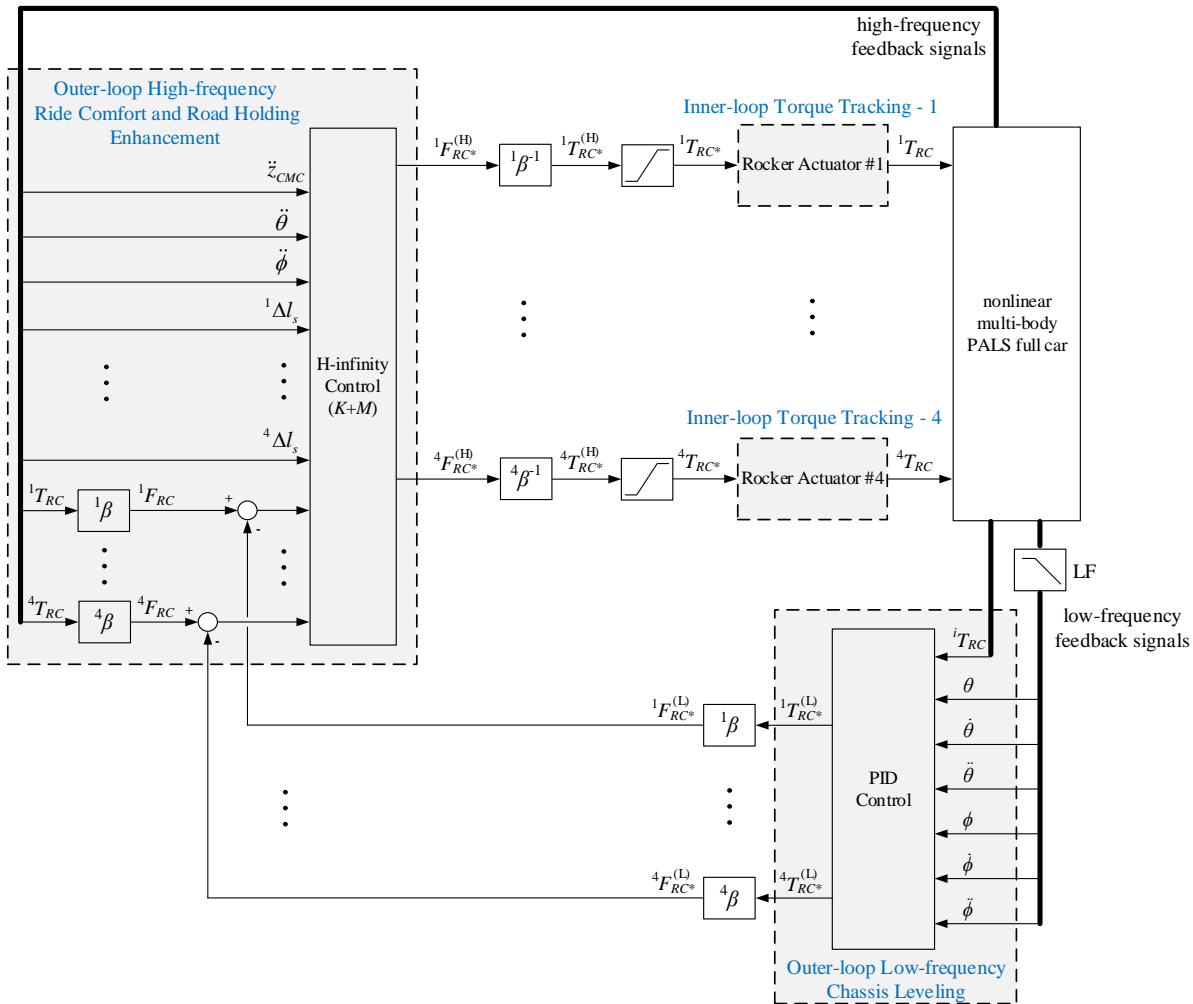 high-frequency
feedback signals
Outer-loop High-frequency
Ride Comfort and Road Holding
Enhancement
Inner-loop Torque Tracking - 1
z̈_CMC
θ̈
ϕ̈
¹Δl_s
⁴Δl_s
H-infinity
Control
(K+M)
¹F_RC*^(H)
¹β⁻¹
¹T_RC*^(H)
¹T_RC*
Rocker Actuator #1
¹T_RC
nonlinear
multi-body
PALS full car
Inner-loop Torque Tracking - 4
⁴F_RC*^(H)
⁴β⁻¹
⁴T_RC*^(H)
⁴T_RC*
Rocker Actuator #4
⁴T_RC
¹T_RC
¹β
¹F_RC
+
-
⁴T_RC
⁴β
⁴F_RC
+
-
LF
low-frequency
feedback signals
ⁱT_RC
θ
θ̇
θ̈
ϕ
ϕ̇
ϕ̈
PID
Control
¹F_RC*^(L)
¹β
¹T_RC*^(L)
⁴F_RC*^(L)
⁴β
⁴T_RC*^(L)
Outer-loop Low-frequency
Chassis Leveling